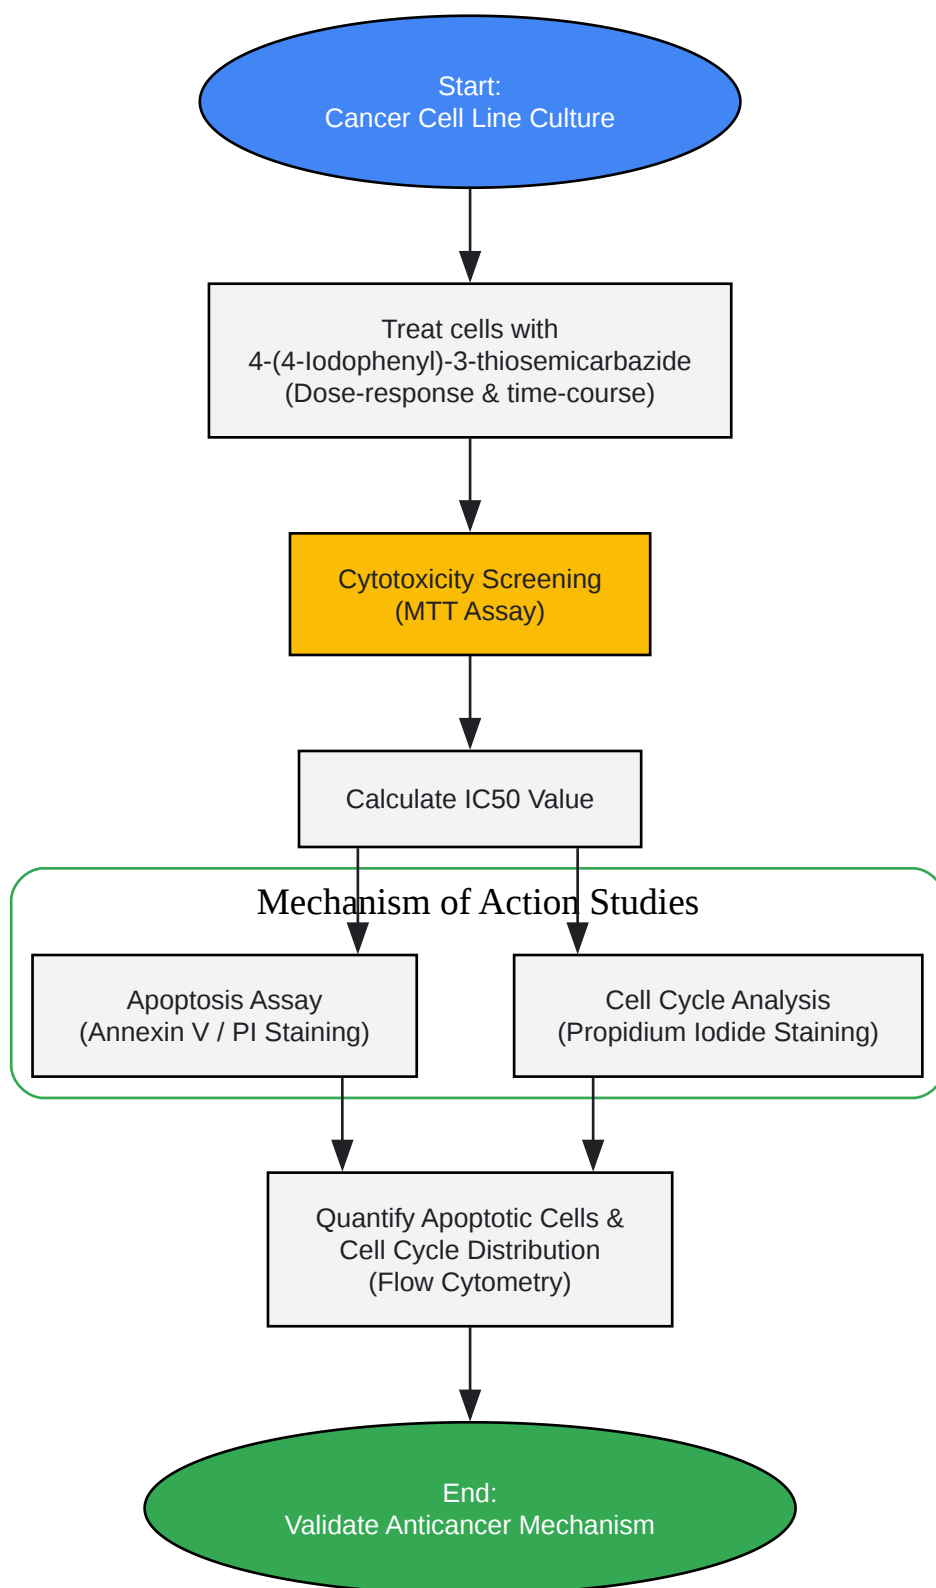 Start:
Cancer Cell Line Culture
Treat cells with
4-(4-Iodophenyl)-3-thiosemicarbazide
(Dose-response & time-course)
Cytotoxicity Screening
(MTT Assay)
Calculate IC50 Value
Mechanism of Action Studies
Apoptosis Assay
(Annexin V / PI Staining)
Cell Cycle Analysis
(Propidium Iodide Staining)
Quantify Apoptotic Cells &
Cell Cycle Distribution
(Flow Cytometry)
End:
Validate Anticancer Mechanism